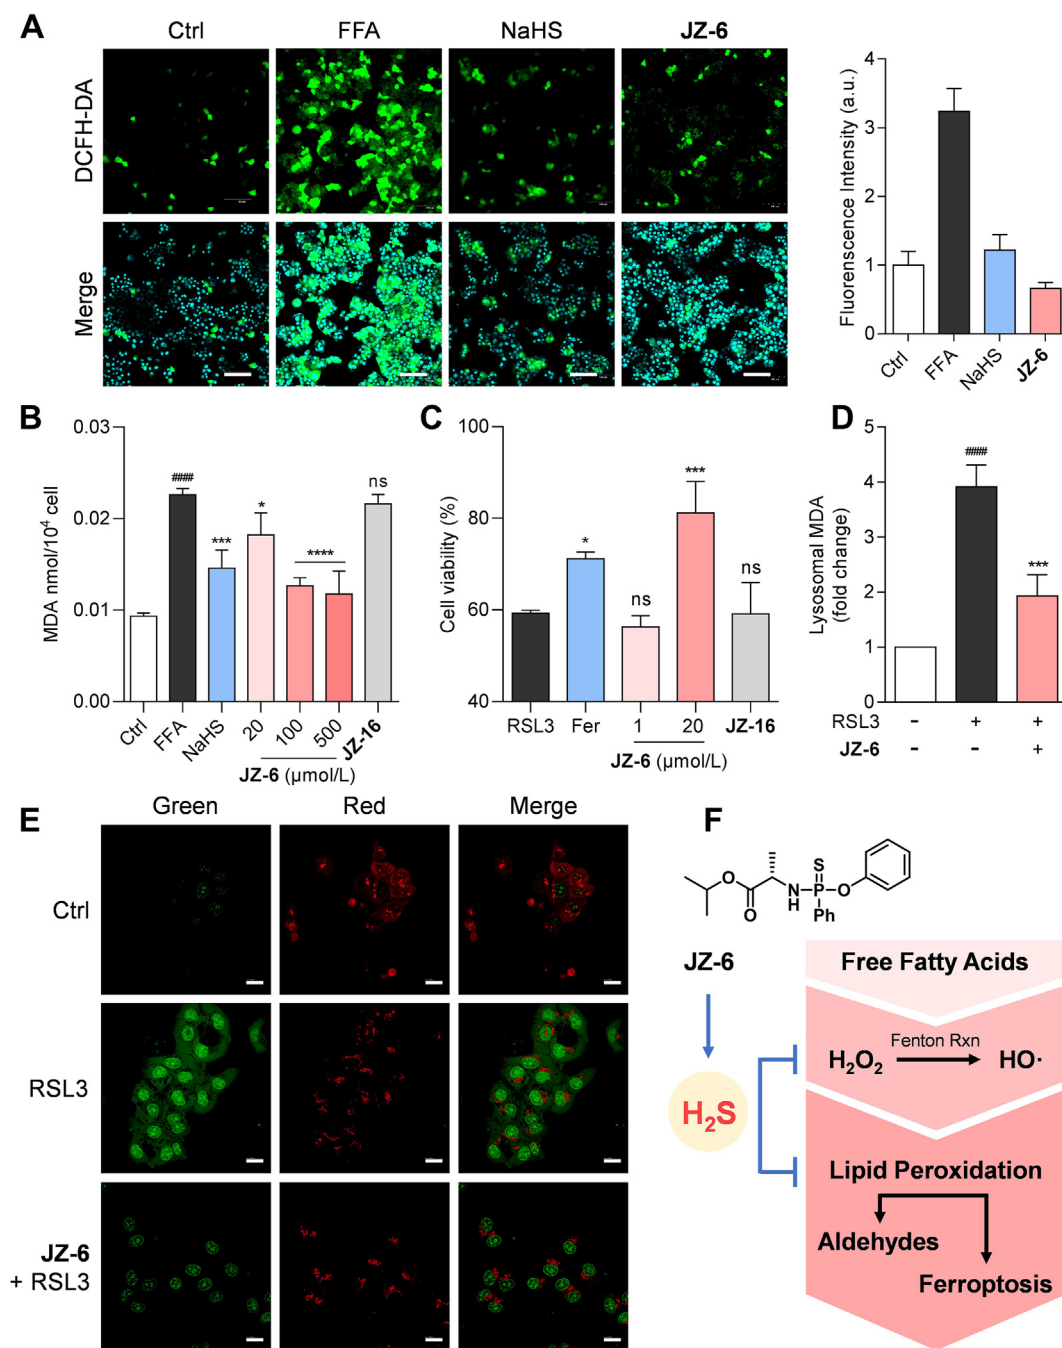 A
Ctrl
FFA
NaHS
JZ-6
DCFH-DA
Merge
Fluorescence Intensity (a.u.)
4
3
2
1
0
Ctrl
FFA
NaHS
JZ-6
B
MDA nmol/10⁴ cell
0.03
0.02
0.01
0.00
####
***
*
****
ns
Ctrl
FFA
NaHS
20
100
500
JZ-16
JZ-6 (μmol/L)
C
Cell viability (%)
100
80
60
40
*
ns
***
ns
RSL3
Fer
1
20
JZ-16
JZ-6 (μmol/L)
D
Lysosomal MDA
(fold change)
5
4
3
2
1
0
####
***
RSL3 - + +
JZ-6 - - +
E
Green
Red
Merge
Ctrl
RSL3
JZ-6
+ RSL3
F
O
O
N
H
S
P
O
Ph
JZ-6
H₂S
Free Fatty Acids
Fenton Rxn
H₂O₂
HO·
Lipid Peroxidation
Aldehydes
Ferroptosis